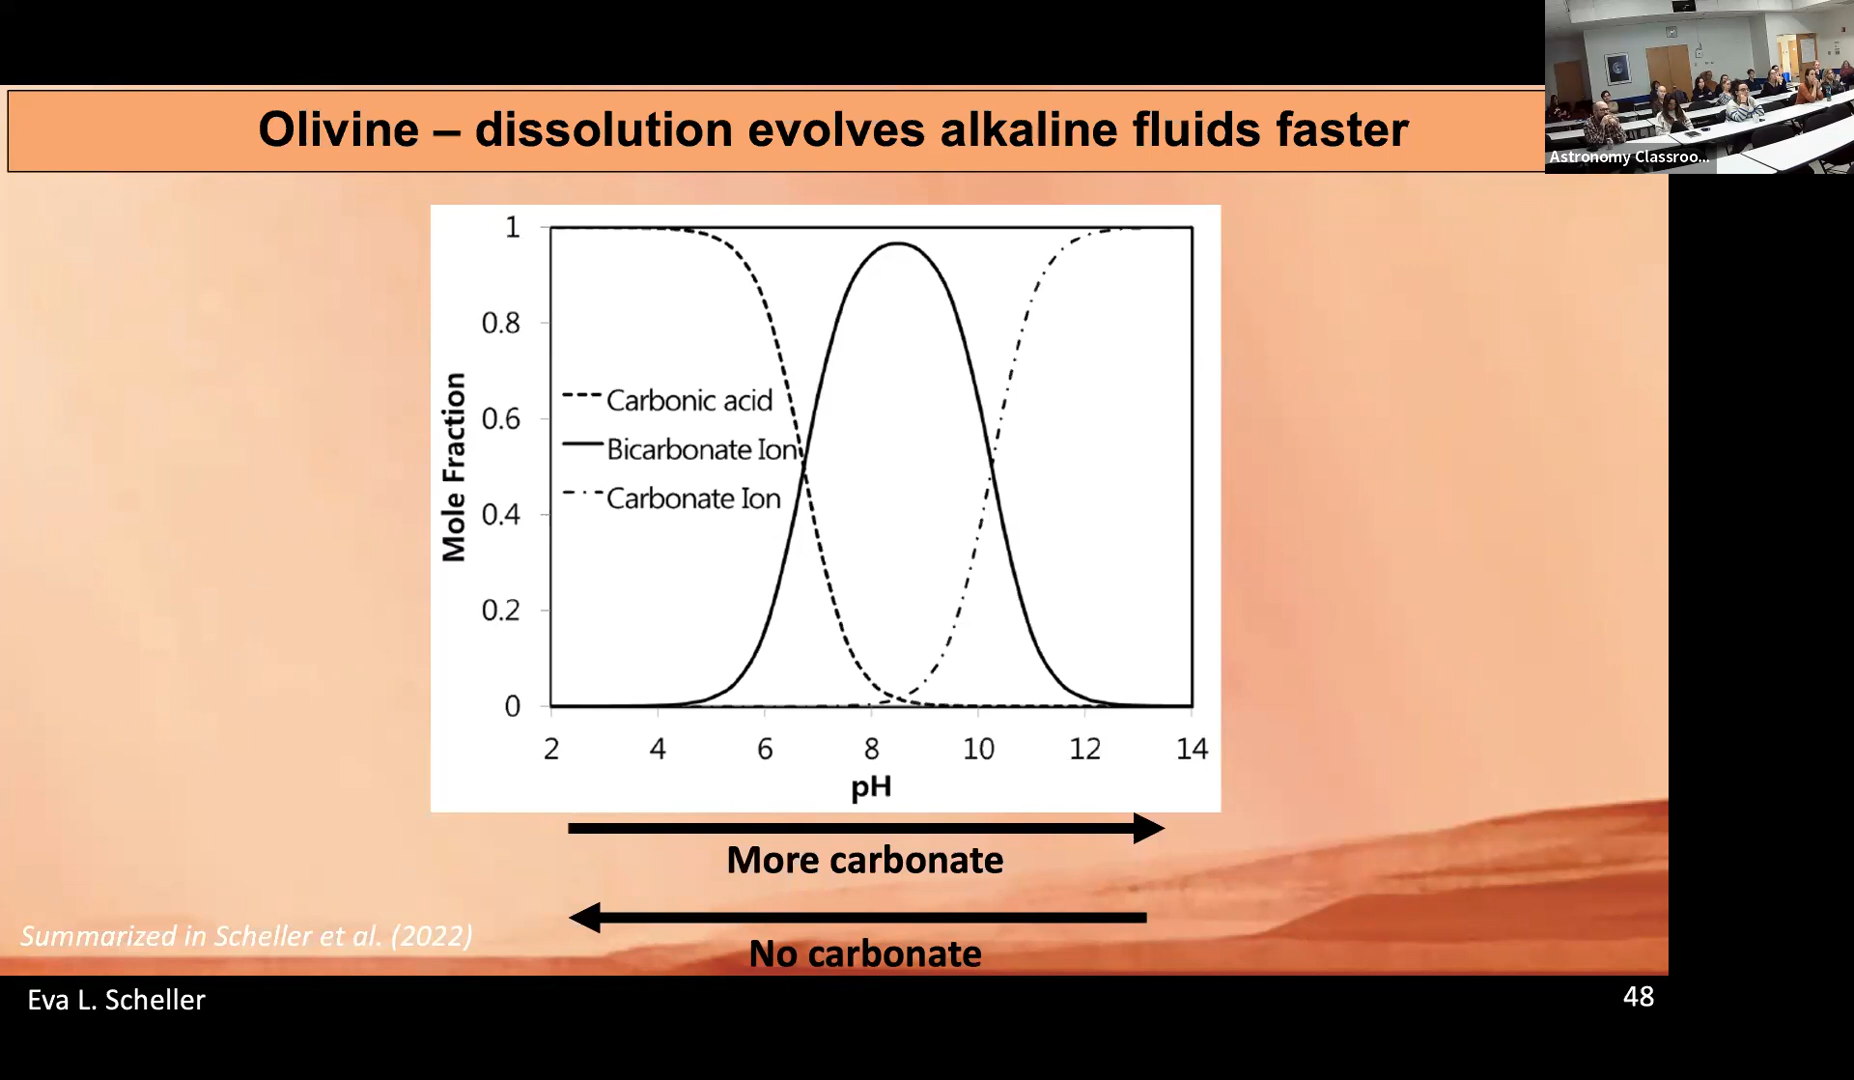 Olivine – dissolution evolves alkaline fluids faster
Astronomy Classroo...
1
0.8
0.6
0.4
0.2
0
Mole Fraction
Carbonic acid
Bicarbonate Ion
Carbonate Ion
2 4 6 8 10 12 14
pH
More carbonate
No carbonate
Summarized in Scheller et al. (2022)
Eva L. Scheller
48